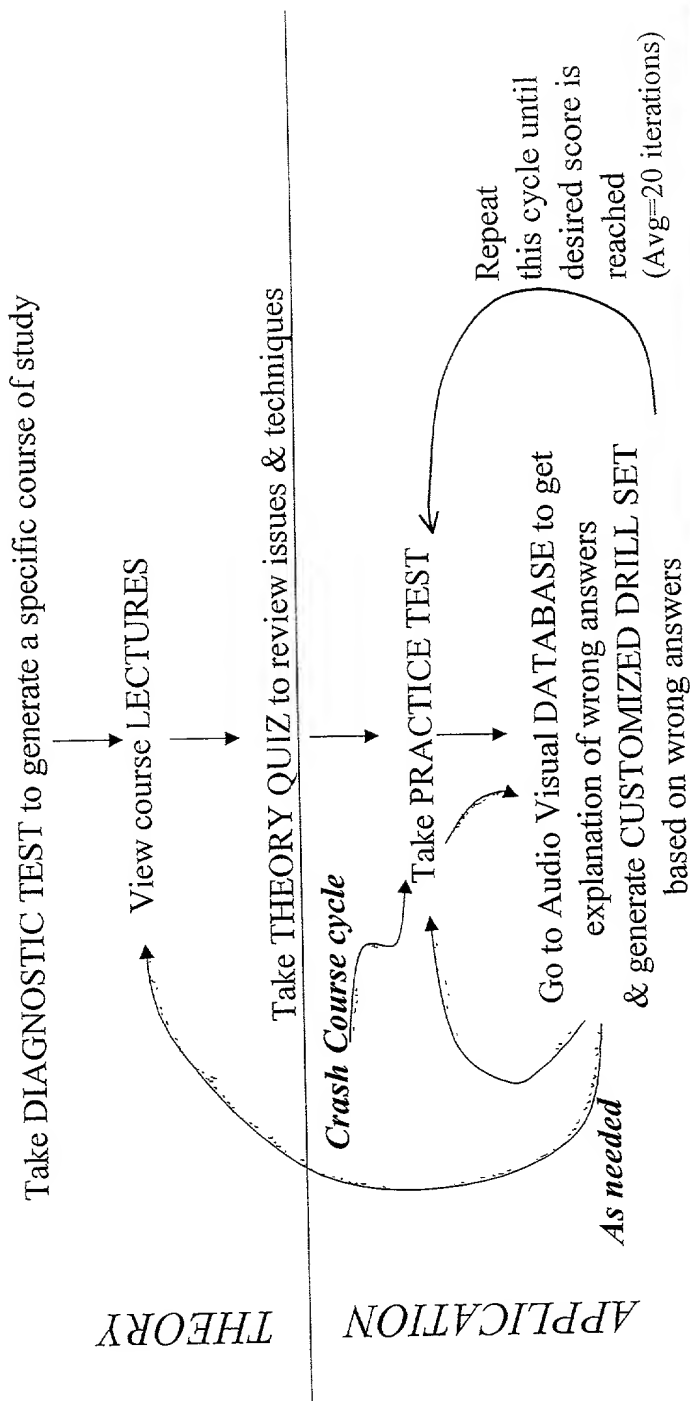 Take DIAGNOSTIC TEST to generate a specific course of study
View course LECTURES
Take THEORY QUIZ to review issues & techniques
THEORY
Crash Course cycle
Take PRACTICE TEST
Repeat
this cycle until
desired score is
reached
(Avg=20 iterations)
Go to Audio Visual DATABASE to get
explanation of wrong answers
& generate CUSTOMIZED DRILL SET
based on wrong answers
As needed
APPLICATION